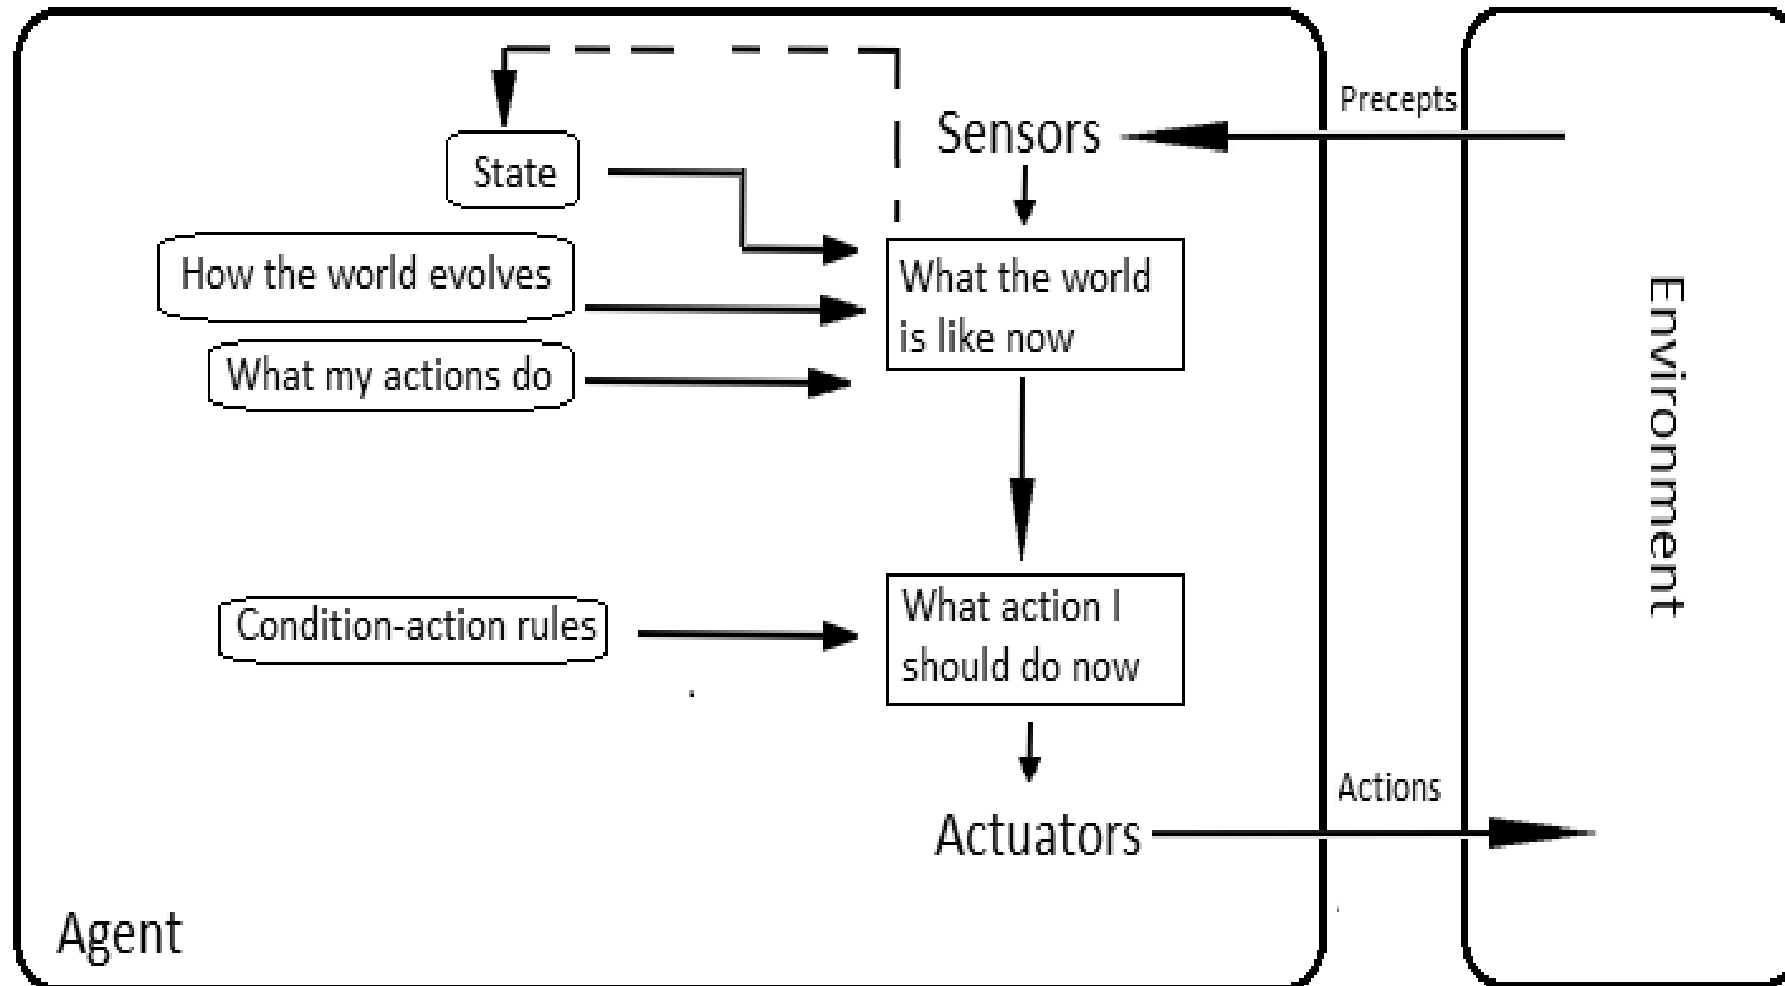 Precepts
Sensors
State
How the world evolves
What the world
is like now
What my actions do
Environment
Condition-action rules
What action I
should do now
Actions
Actuators
Agent